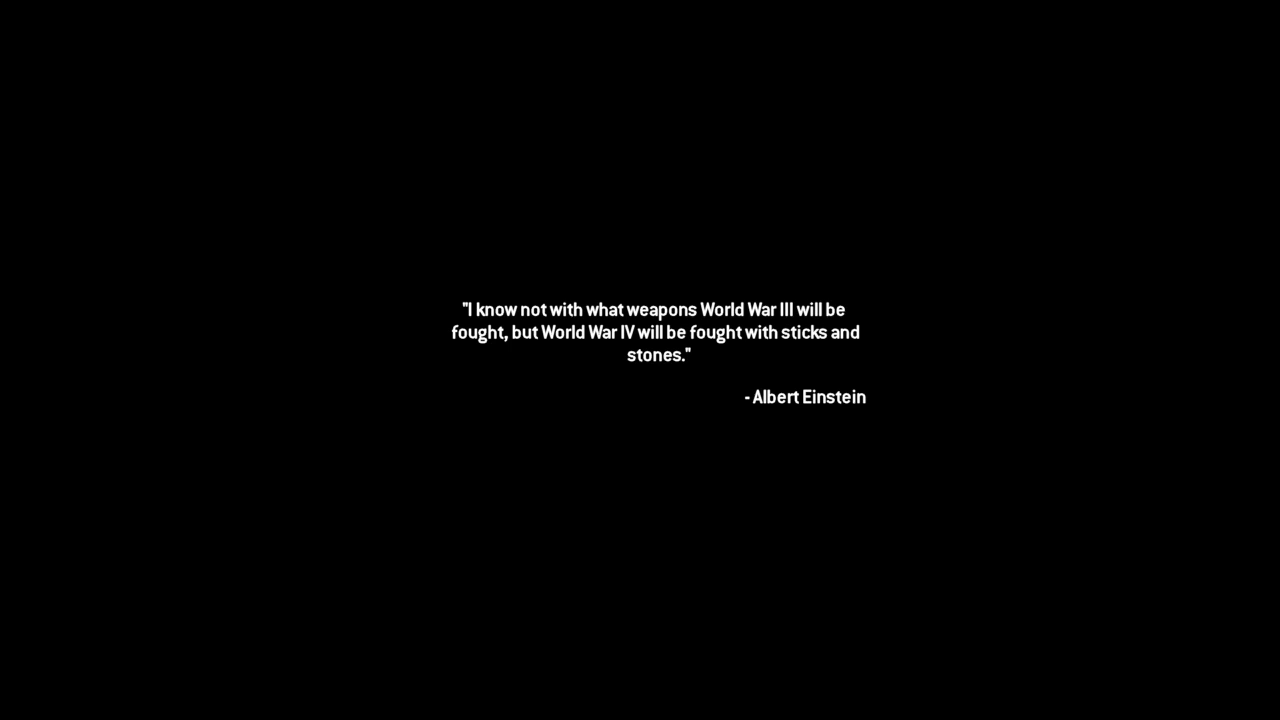 "I know not with what weapons World War III will be
fought, but World War IV will be fought with sticks and
stones."
- Albert Einstein